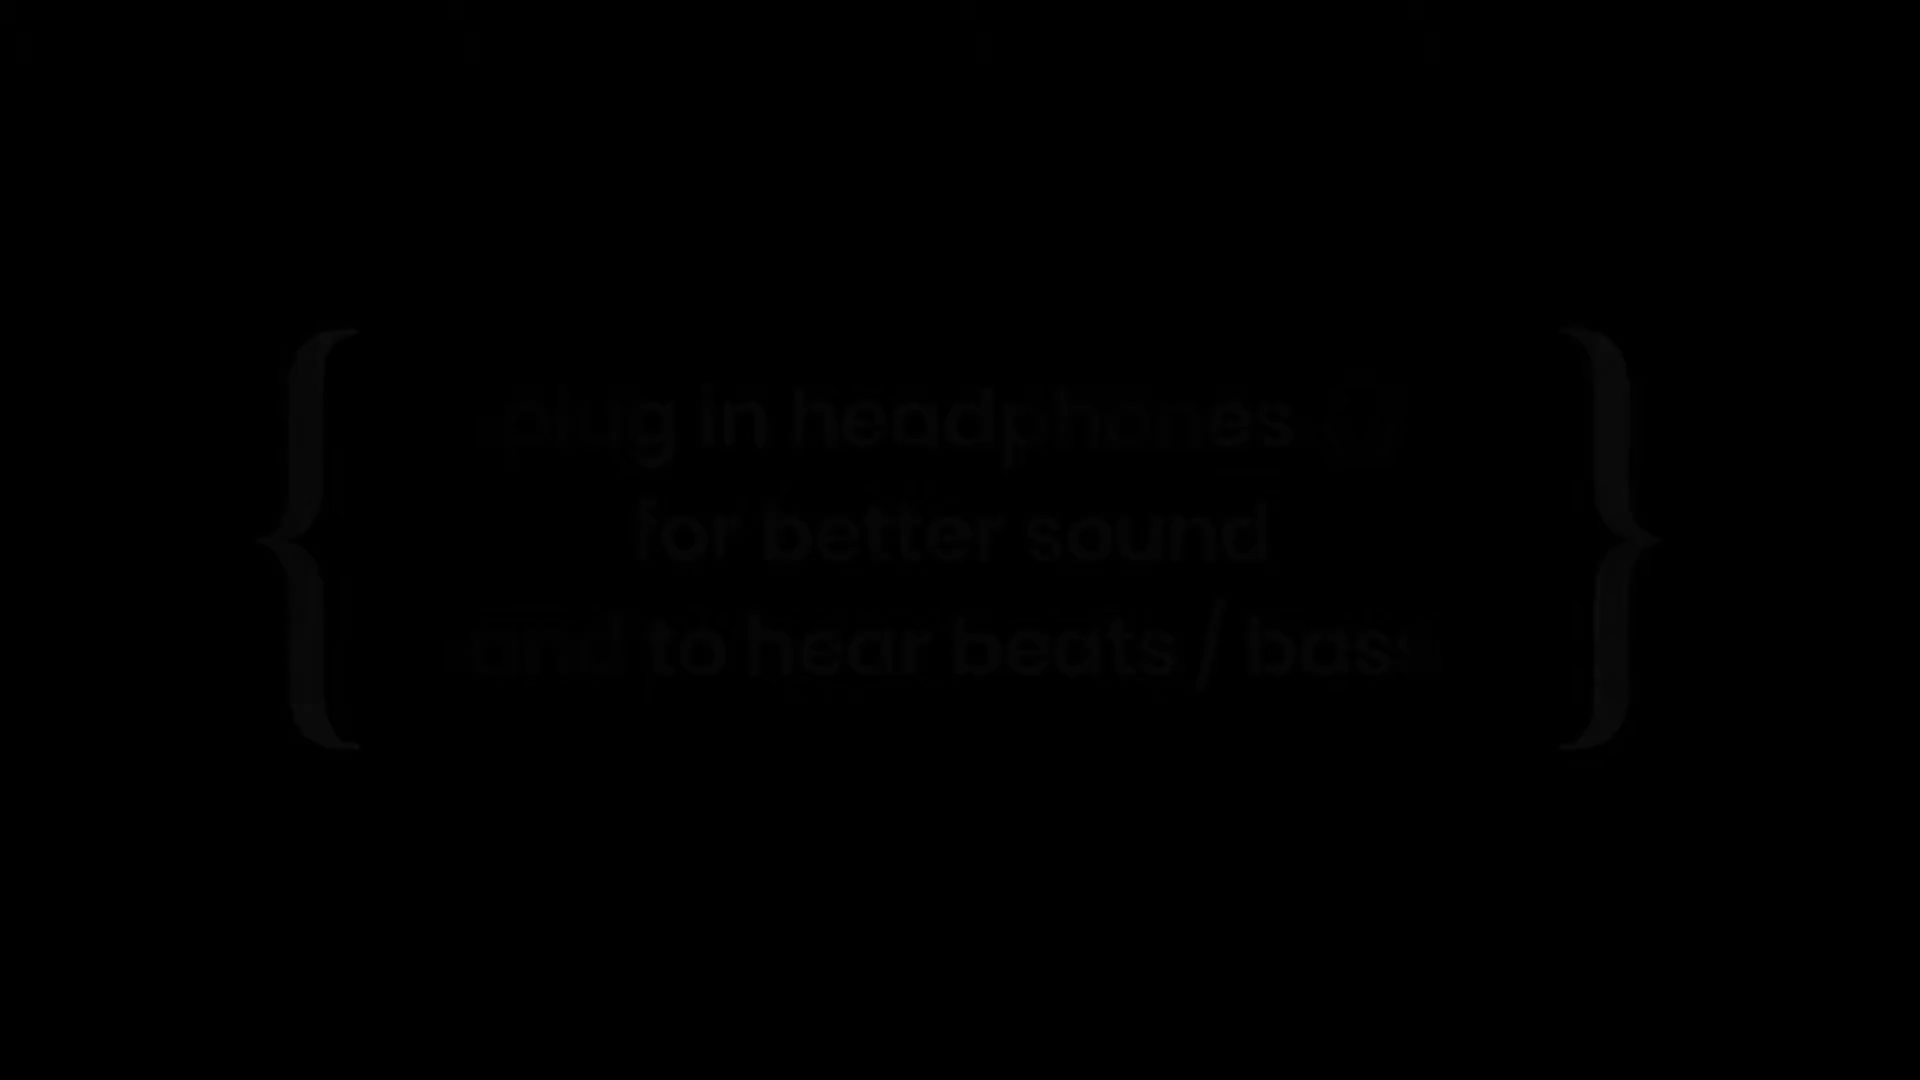 plug in headphones 🎧
for better sound
and to hear beats / bass